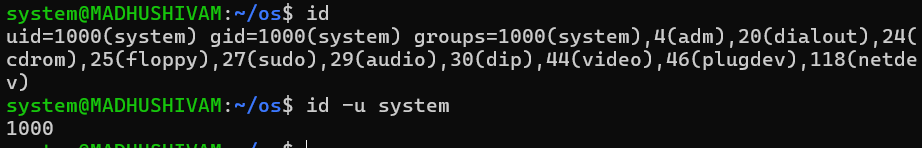 system@MADHUSHIVAM:~/os$ id
uid=1000(system) gid=1000(system) groups=1000(system),4(adm),20(dialout),24(
cdrom),25(floppy),27(sudo),29(audio),30(dip),44(video),46(plugdev),118(netde
v)
system@MADHUSHIVAM:~/os$ id -u system
1000
system@MADHUSHIVAM:~/os$